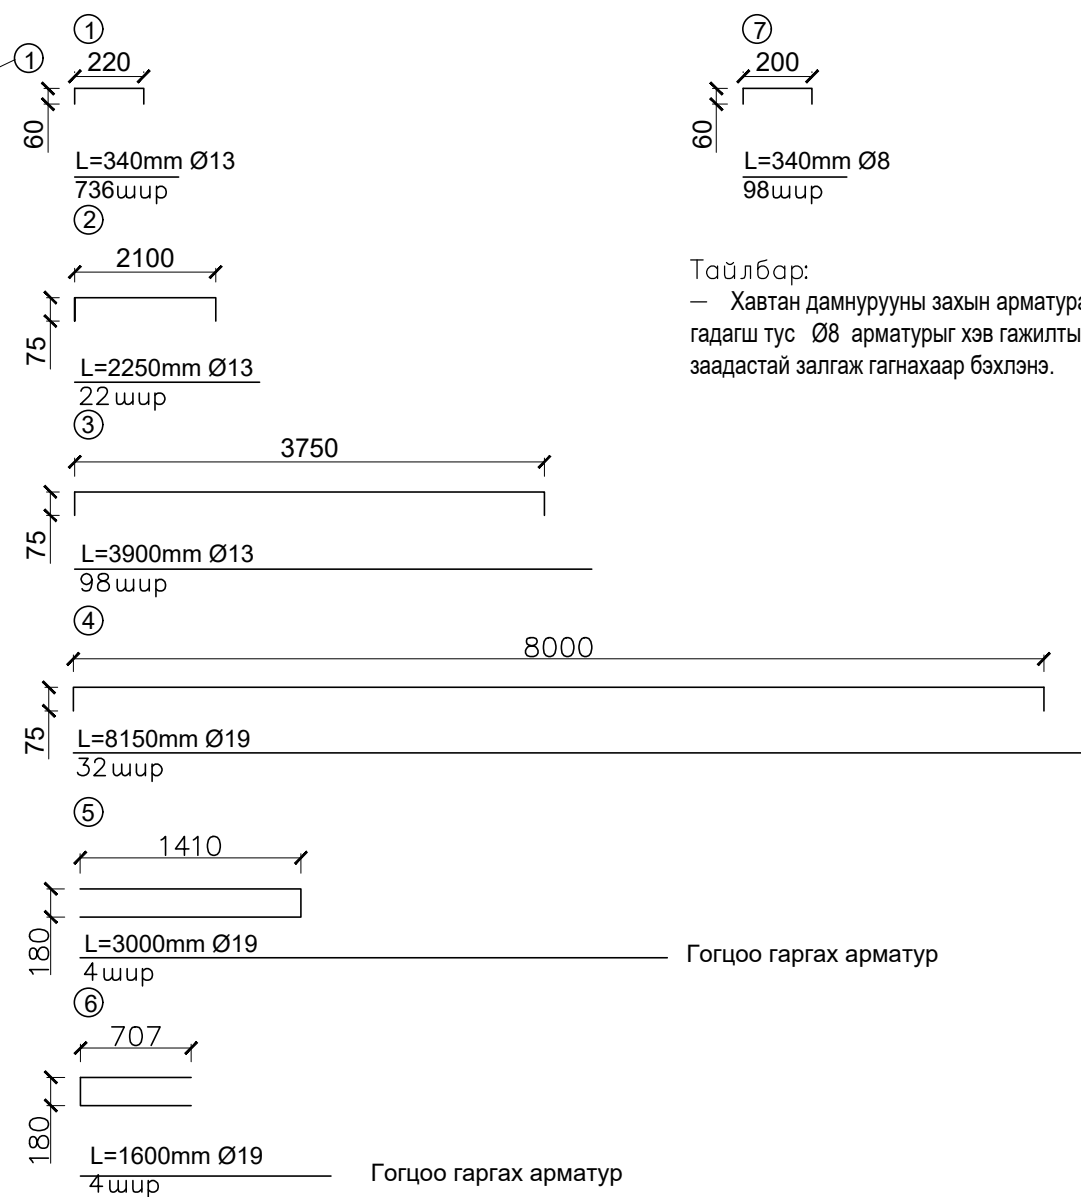 1
1
220
60
L=340mm Ø13
736шир
2
2100
75
L=2250mm Ø13
22шир
3
3750
75
L=3900mm Ø13
98шир
4
8000
75
L=8150mm Ø19
32шир
5
1410
180
L=3000mm Ø19
4шир
Гогцоо гаргах арматур
6
707
180
L=1600mm Ø19
4шир
Гогцоо гаргах арматур
7
200
60
L=340mm Ø8
98шир
Тайлбар:
— Хавтан дамнурууны захын арматура
гадагш тус Ø8 арматурыг хэв гажилты
заадастай залгаж гагнахаар бэхлэнэ.